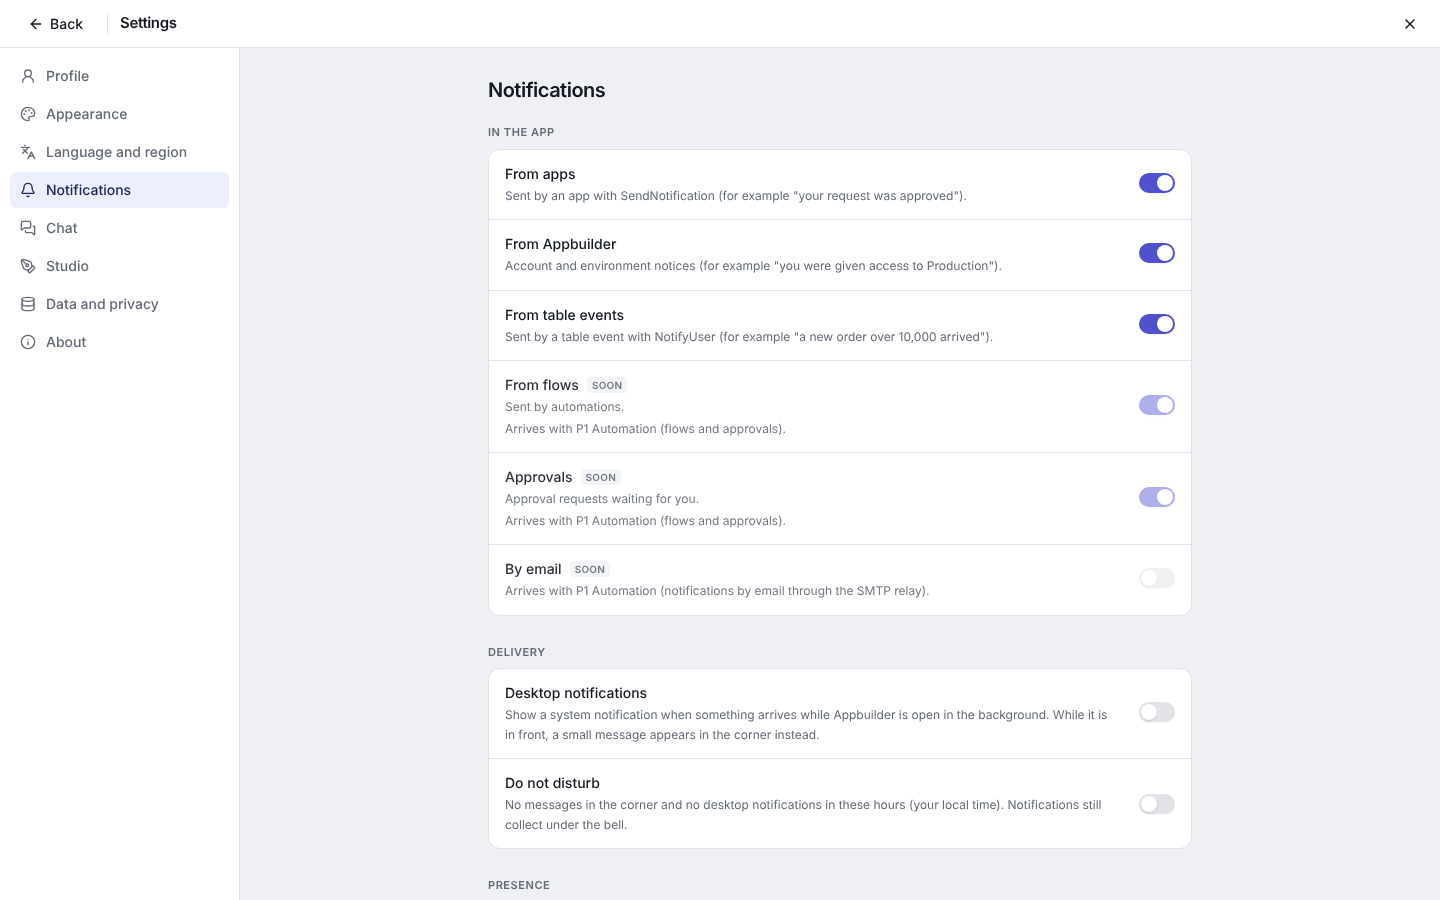 Back
Settings
Profile
Appearance
Language and region
Notifications
Chat
Studio
Data and privacy
About
Notifications
IN THE APP
From apps
Sent by an app with SendNotification (for example "your request was approved").
From Appbuilder
Account and environment notices (for example "you were given access to Production").
From table events
Sent by a table event with NotifyUser (for example "a new order over 10,000 arrived").
From flows SOON
Sent by automations.
Arrives with P1 Automation (flows and approvals).
Approvals SOON
Approval requests waiting for you.
Arrives with P1 Automation (flows and approvals).
By email SOON
Arrives with P1 Automation (notifications by email through the SMTP relay).
DELIVERY
Desktop notifications
Show a system notification when something arrives while Appbuilder is open in the background. While it is
in front, a small message appears in the corner instead.
Do not disturb
No messages in the corner and no desktop notifications in these hours (your local time). Notifications still
collect under the bell.
PRESENCE